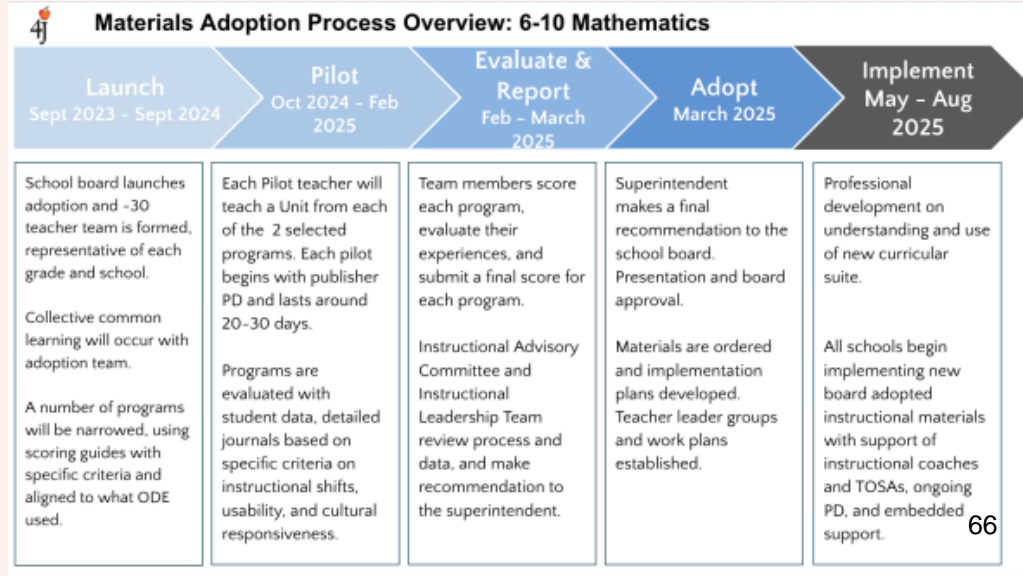 4J
Materials Adoption Process Overview: 6-10 Mathematics
Launch
Sept 2023 - Sept 2024
Pilot
Oct 2024 - Feb
2025
Evaluate &
Report
Feb - March
2025
Adopt
March 2025
Implement
May - Aug
2025
School board launches
adoption and ~30
teacher team is formed,
representative of each
grade and school.
Collective common
learning will occur with
adoption team.
A number of programs
will be narrowed, using
scoring guides with
specific criteria and
aligned to what ODE
used.
Each Pilot teacher will
teach a Unit from each
of the 2 selected
programs. Each pilot
begins with publisher
PD and lasts around
20-30 days.
Programs are
evaluated with
student data, detailed
journals based on
specific criteria on
instructional shifts,
usability, and cultural
responsiveness.
Team members score
each program,
evaluate their
experiences, and
submit a final score for
each program.
Instructional Advisory
Committee and
Instructional
Leadership Team
review process and
data, and make
recommendation to
the superintendent.
Superintendent
makes a final
recommendation to the
school board.
Presentation and board
approval.
Materials are ordered
and implementation
plans developed.
Teacher leader groups
and work plans
established.
Professional
development on
understanding and use
of new curricular
suite.
All schools begin
implementing new
board adopted
instructional materials
with support of
instructional coaches
and TOSAs, ongoing
PD, and embedded
support.
66